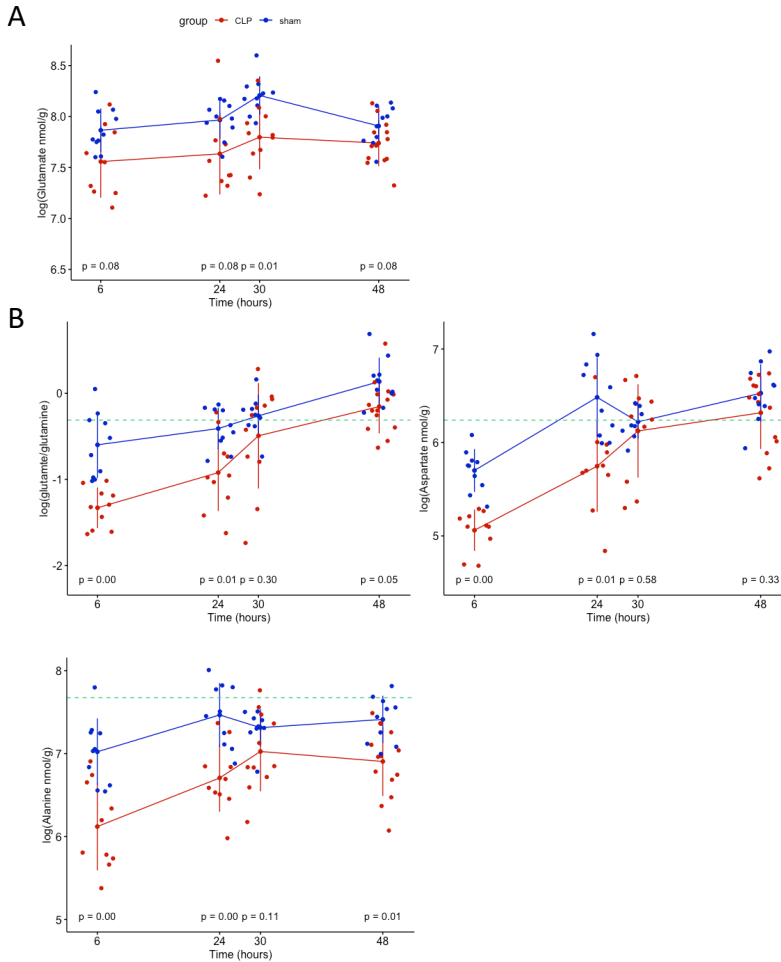 A
group CLP sham
8.5
8.0
7.5
7.0
6.5
log(Glutamate nmol/g)
p = 0.08 p = 0.08 p = 0.01 p = 0.08
6 24 30 48
Time (hours)
B
0
-1
-2
log(glutamte/glutamine)
p = 0.00 p = 0.01 p = 0.30 p = 0.05
6 24 30 48
Time (hours)
7
6
5
log(Aspartate nmol/g)
p = 0.00 p = 0.01 p = 0.58 p = 0.33
6 24 30 48
Time (hours)
8
7
6
5
log(Alanine nmol/g)
p = 0.00 p = 0.00 p = 0.11 p = 0.01
6 24 30 48
Time (hours)